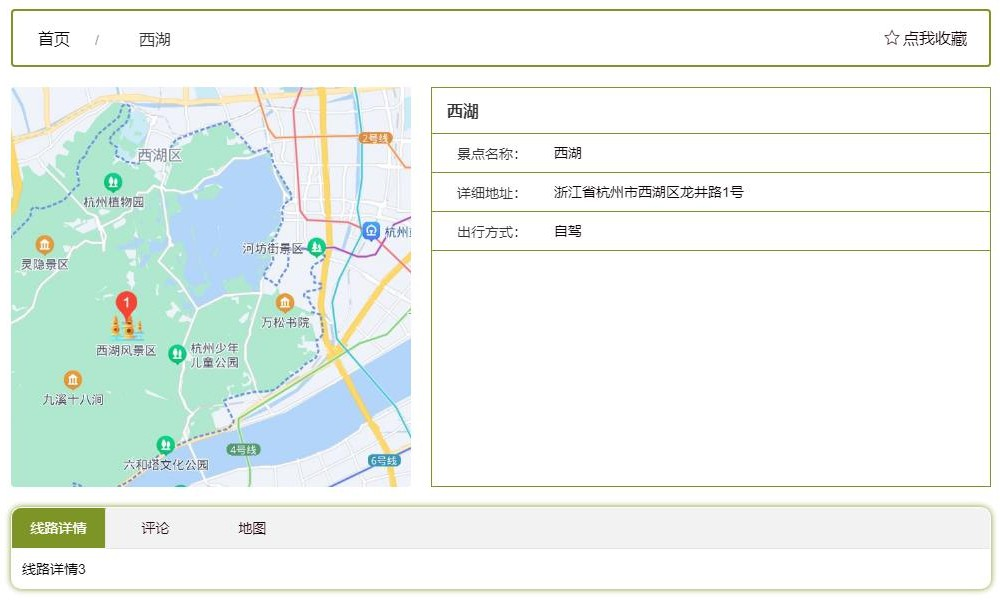 首页 / 西湖
☆点我收藏
2号线
西湖区
杭州植物园
河坊街景区
灵隐景区
1
万松书院
西湖风景区
杭州少年
儿童公园
九溪十八涧
4号线
六和塔文化公园
6号线
西湖
景点名称： 西湖
详细地址： 浙江省杭州市西湖区龙井路1号
出行方式： 自驾
线路详情 评论 地图
线路详情3